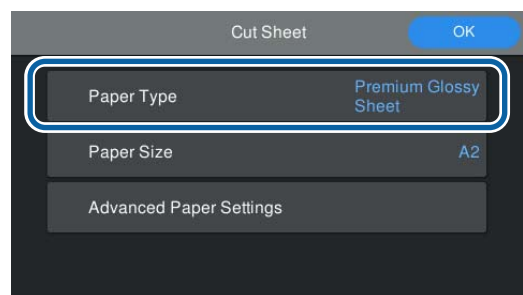 Cut Sheet
OK
Paper Type
Premium Glossy
Sheet
Paper Size
A2
Advanced Paper Settings